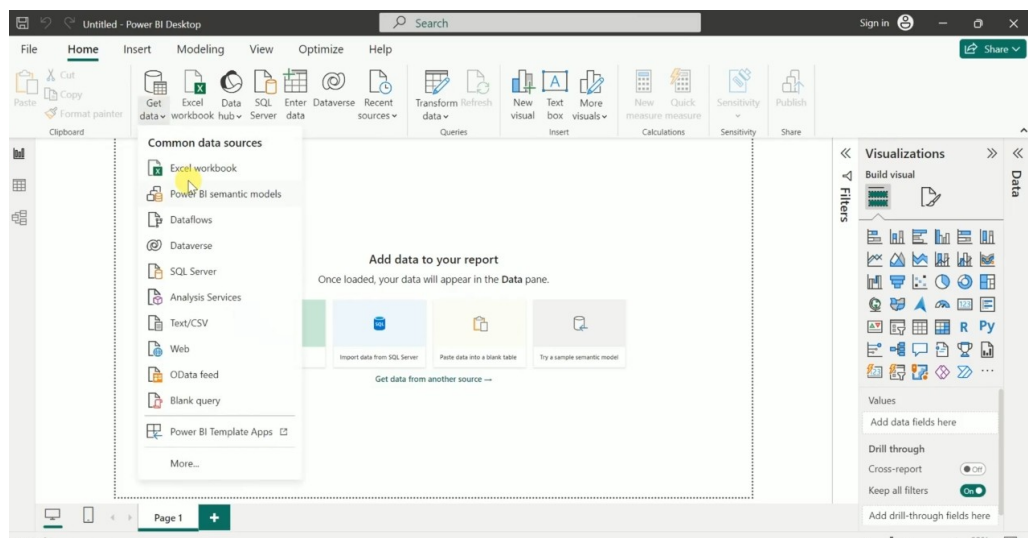 Untitled - Power BI Desktop
Search
Sign in
File Home Insert Modeling View Optimize Help
Share
Paste
Cut
Copy
Format painter
Clipboard
Get data
Excel workbook
Data hub
SQL Server
Enter data
Dataverse
Recent sources
Transform data
Refresh
Queries
New visual
Text box
More visuals
Insert
New measure
Quick measure
Calculations
Sensitivity
Sensitivity
Publish
Share
Common data sources
Excel workbook
Power BI semantic models
Dataflows
Dataverse
SQL Server
Analysis Services
Text/CSV
Web
OData feed
Blank query
Power BI Template Apps
More...
Add data to your report
Once loaded, your data will appear in the Data pane.
SQL
Import data from SQL Server
Paste data into a blank table
Try a sample semantic model
Get data from another source →
Filters
Visualizations
Build visual
123
R Py
123
Values
Add data fields here
Drill through
Cross-report
Off
Keep all filters
On
Add drill-through fields here
Data
Page 1